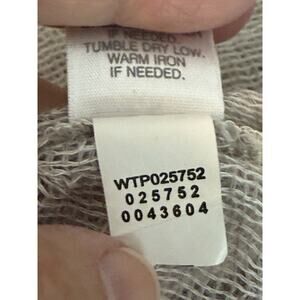 IF NEEDED.
TUMBLE DRY LOW.
WARM IRON
IF NEEDED.
WTP025752
025752
0043604